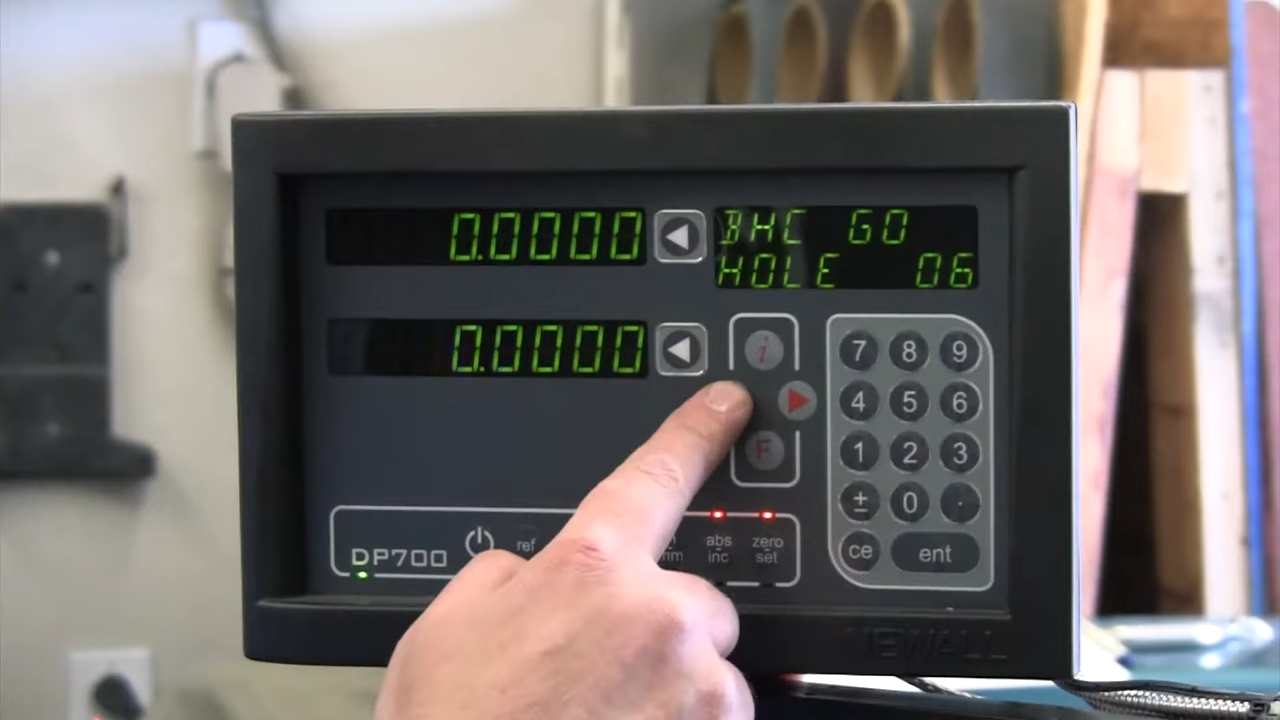 0.0000
BHC GO
HOLE 06
0.0000
i
F
7 8 9
4 5 6
1 2 3
± 0 .
ce ent
DP700
ref
abs
inc
zero
set